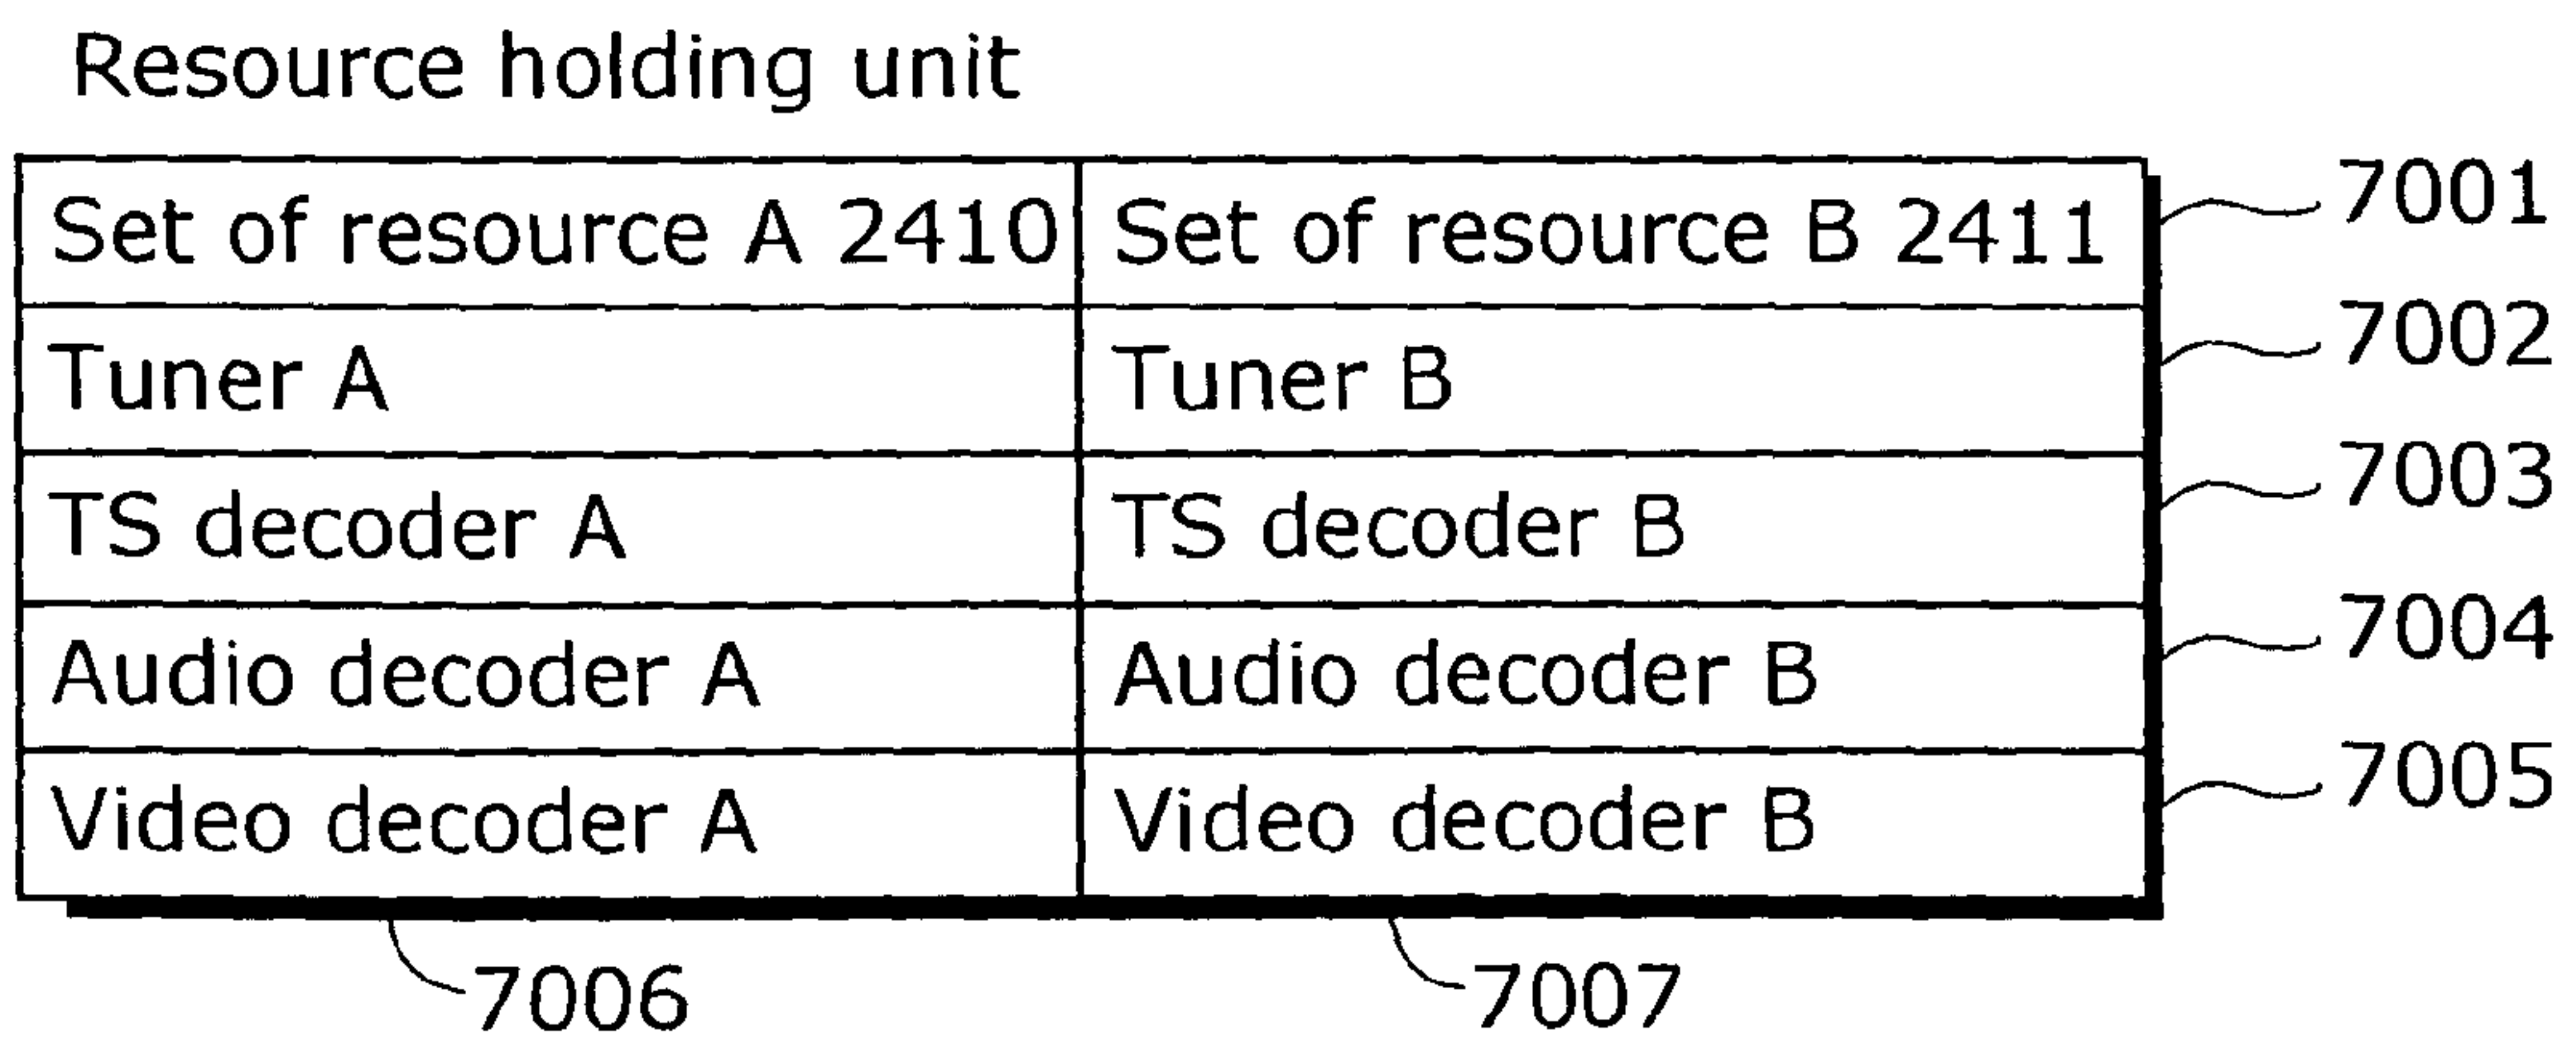 Resource holding unit
Set of resource A 2410 Set of resource B 2411 7001
Tuner A Tuner B 7002
TS decoder A TS decoder B 7003
Audio decoder A Audio decoder B 7004
Video decoder A Video decoder B 7005
7006 7007